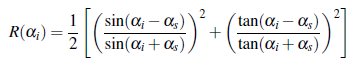 R(αᵢ) = 1/2 [ ( sin(αᵢ − αₛ) / sin(αᵢ + αₛ) )² + ( tan(αᵢ − αₛ) / tan(αᵢ + αₛ) )² ]